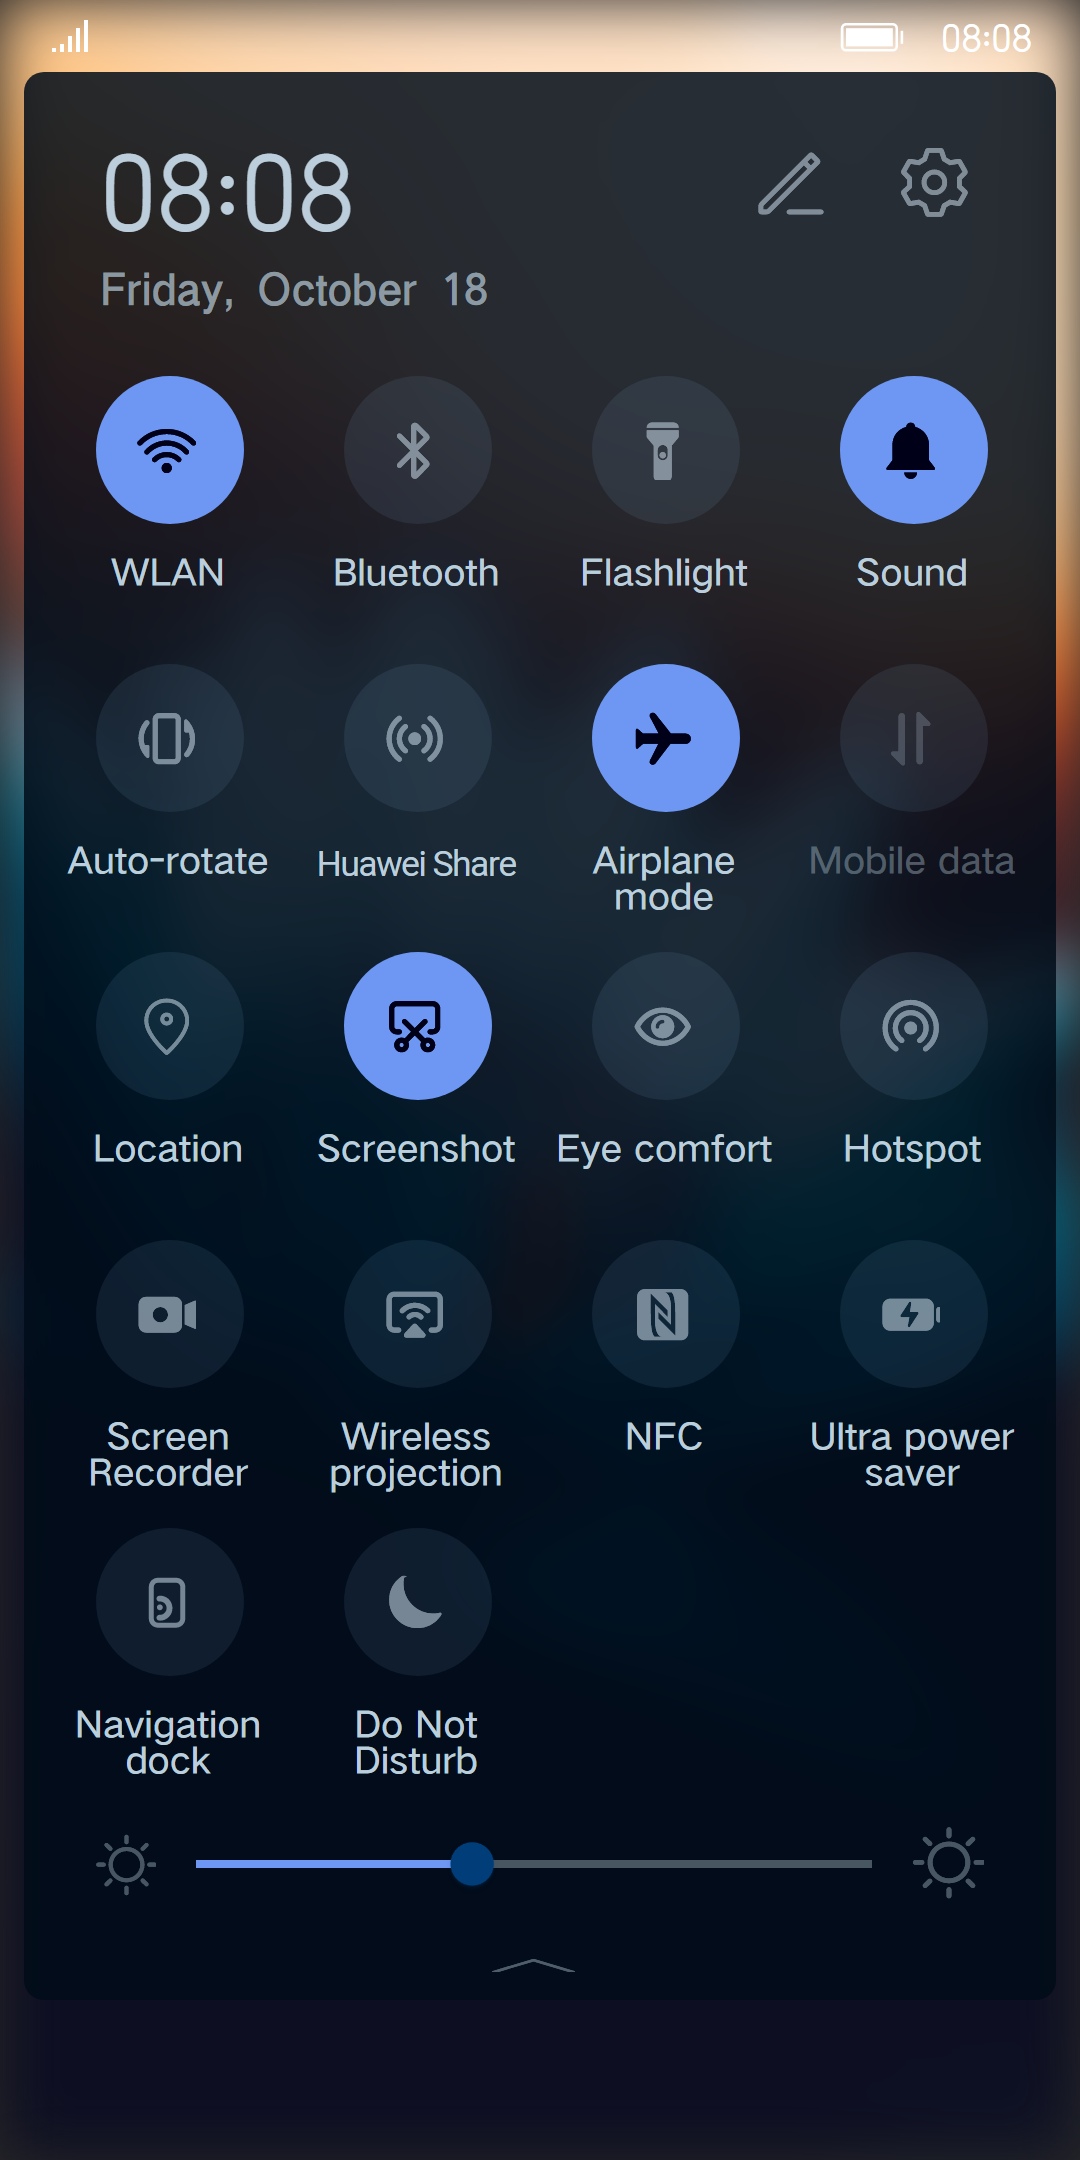 08:08
08:08
Friday, October 18
WLAN
Bluetooth
Flashlight
Sound
Auto-rotate
Huawei Share
Airplane
mode
Mobile data
Location
Screenshot
Eye comfort
Hotspot
Screen
Recorder
Wireless
projection
NFC
Ultra power
saver
Navigation
dock
Do Not
Disturb